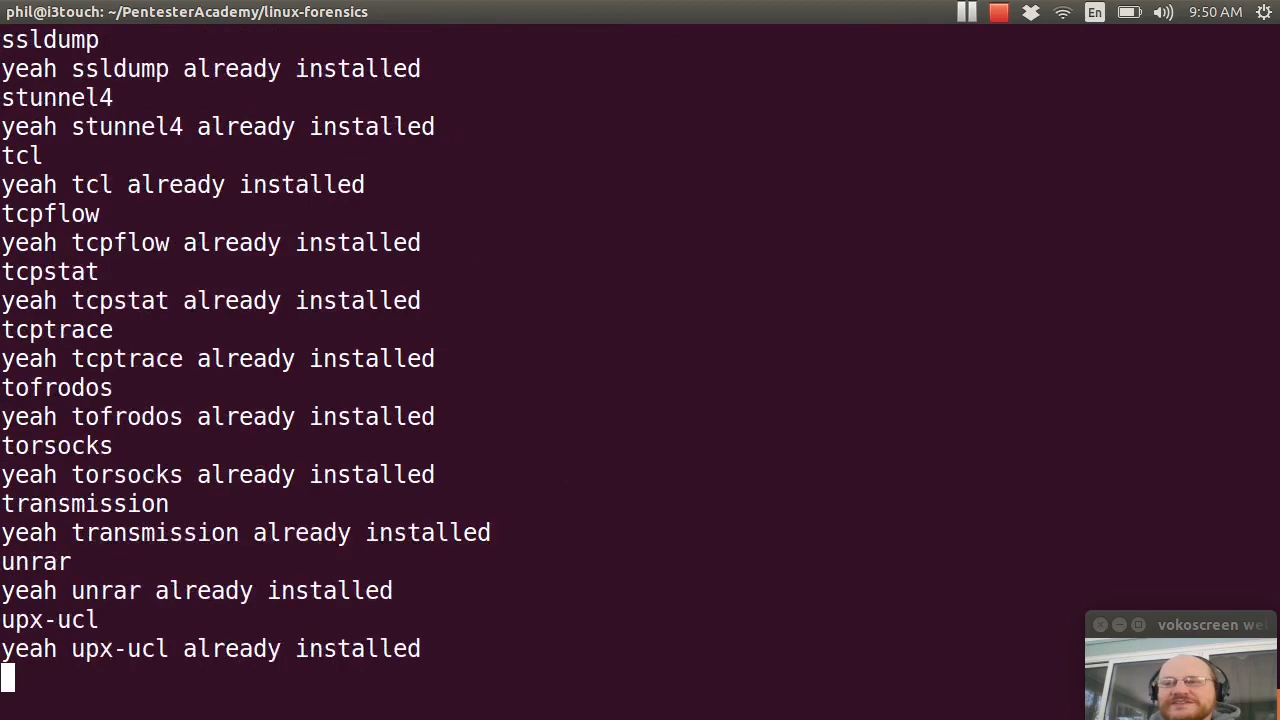 phil@i3touch: ~/PentesterAcademy/linux-forensics
En
9:50 AM
ssldump
yeah ssldump already installed
stunnel4
yeah stunnel4 already installed
tcl
yeah tcl already installed
tcpflow
yeah tcpflow already installed
tcpstat
yeah tcpstat already installed
tcptrace
yeah tcptrace already installed
tofrodos
yeah tofrodos already installed
torsocks
yeah torsocks already installed
transmission
yeah transmission already installed
unrar
yeah unrar already installed
upx-ucl
yeah upx-ucl already installed
vokoscreen we